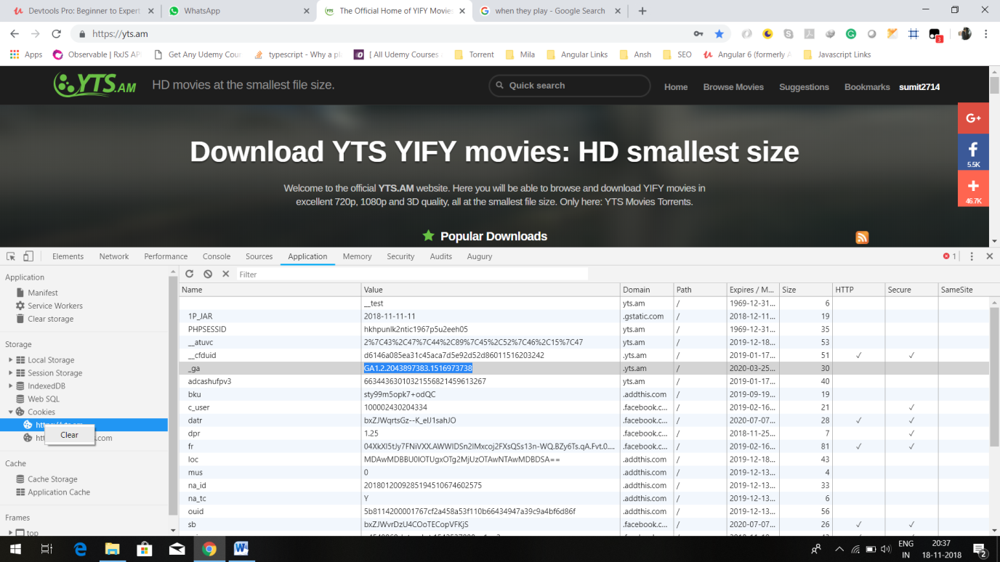 Devtools Pro: Beginner to Expert
WhatsApp
The Official Home of YIFY Movies
when they play - Google Search
https://yts.am
3
Apps
Observable | RxJS AP
Get Any Udemy Cour
typescript - Why a pl
[ All Udemy Courses
Torrent
Mila
Angular Links
Ansh
SEO
Angular 6 (formerly A
Javascript Links
YTS.AM
HD movies at the smallest file size.
Quick search
Home
Browse Movies
Suggestions
Bookmarks
sumit2714
G+
Download YTS YIFY movies: HD smallest size
5.5K
Welcome to the official YTS.AM website. Here you will be able to browse and download YIFY movies in
excellent 720p, 1080p and 3D quality, all at the smallest file size. Only here: YTS Movies Torrents.
46.7K
Popular Downloads
Elements Network Performance Console Sources Application Memory Security Audits Augury
1
Application
Manifest
Service Workers
Clear storage
Storage
Local Storage
Session Storage
IndexedDB
Web SQL
Cookies
Clear
.com
Cache
Cache Storage
Application Cache
Frames
top
Filter
Name Value Domain Path Expires / M... Size HTTP Secure SameSite
__test yts.am / 1969-12-31... 6
1P_JAR 2018-11-11-11 .gstatic.com / 2018-12-11... 19
PHPSESSID hkhpunlk2ntic1967p5u2eeh05 yts.am / 1969-12-31... 35
__atuvc 2%7C43%2C47%7C44%2C89%7C45%2C52%7C46%2C15%7C47 yts.am / 2019-12-18... 53
__cfduid d6146a085ea31c45aca7d5e92d52d86011516203242 .yts.am / 2019-01-17... 51 ✓ ✓
_ga GA1.2.2043897383.1516973738 .yts.am / 2020-03-25... 30
adcashufpv3 66344363010321556821459613267 yts.am / 2019-01-17... 40
bku sty99m5opk7+odQC .addthis.com / 2019-09-19... 19
c_user 100002430204334 .facebook.c... / 2019-02-16... 21 ✓
datr bxZJWqrtsGz--K_eIJ1sahJO .facebook.c... / 2020-07-07... 28 ✓ ✓
dpr 1.25 .facebook.c... / 2018-11-25... 7 ✓
fr 04XkXI5tJy7FNiVXX.AWWIDSn2IMxcoj2FXsQSs13n-WQ.BZy6Ts.qA.Fvt.0.... .facebook.c... / 2019-02-16... 81 ✓ ✓
loc MDAwMDBBU0lOTUgxOTg2MjUzOTAwNTAwMDBDSA== .addthis.com / 2019-12-18... 43
mus 0 .addthis.com / 2019-12-13... 4
na_id 2018012009285194510674602575 .addthis.com / 2019-12-13... 33
na_tc Y .addthis.com / 2019-12-13... 6
ouid 5b8114200001767cf2a458a53f110b66434947a39c9a4bf6d86f .addthis.com / 2019-12-13... 56
sb bxZJWvrDzU4COoTECopVFKjS .facebook.c... / 2020-07-07... 26 ✓ ✓
ENG
IN
20:37
18-11-2018
2